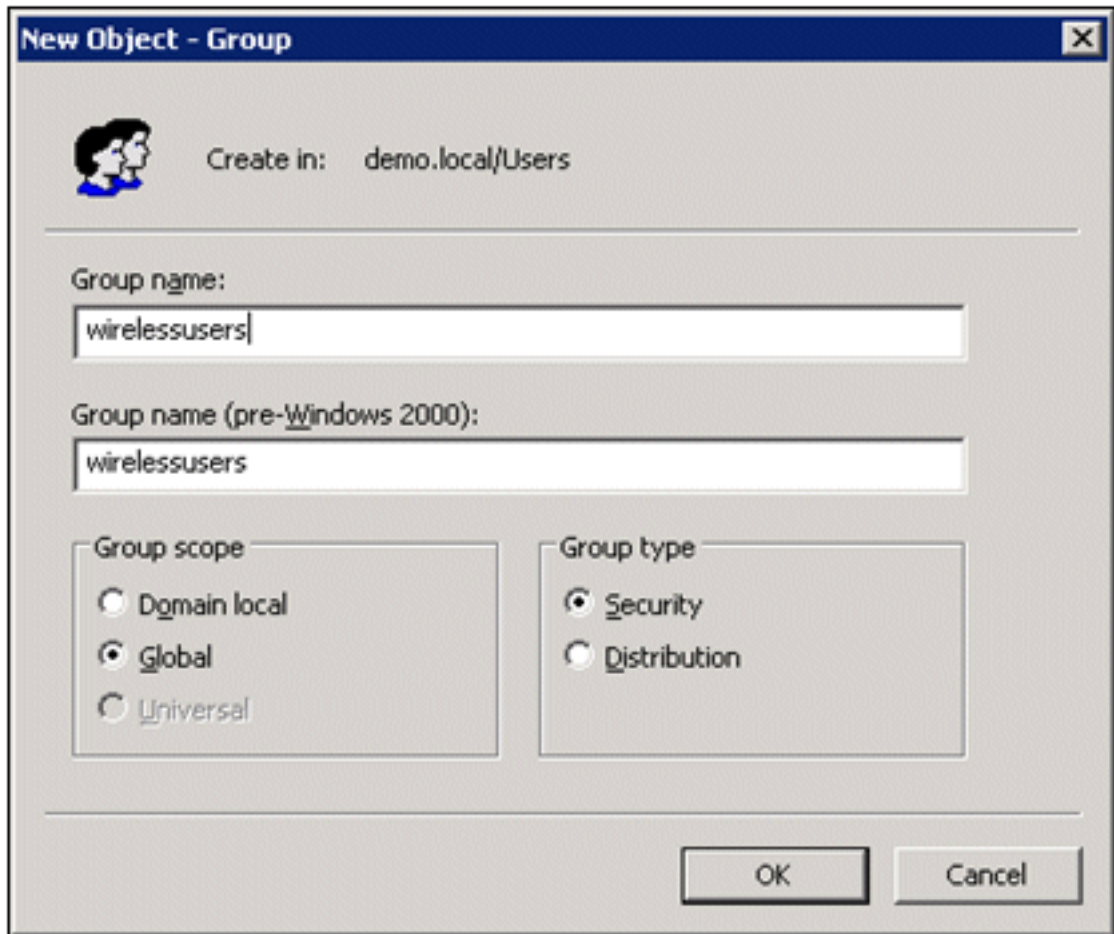 New Object - Group
Create in: demo.local/Users
Group name:
wirelessusers
Group name (pre-Windows 2000):
wirelessusers
Group scope
Domain local
Global
Universal
Group type
Security
Distribution
OK Cancel